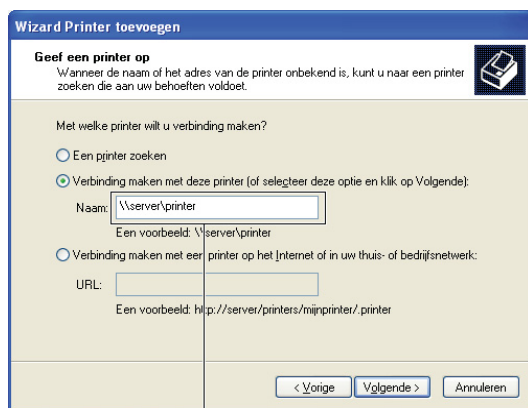 Wizard Printer toevoegen
Geef een printer op
Wanneer de naam of het adres van de printer onbekend is, kunt u naar een printer
zoeken die aan uw behoeften voldoet.
Met welke printer wilt u verbinding maken?
Een printer zoeken
Verbinding maken met deze printer (of selecteer deze optie en klik op Volgende):
Naam: \\server\printer
Een voorbeeld: \\server\printer
Verbinding maken met een printer op het Internet of in uw thuis- of bedrijfsnetwerk:
URL:
Een voorbeeld: http://server/printers/mijnprinter/.printer
< Vorige Volgende > Annuleren